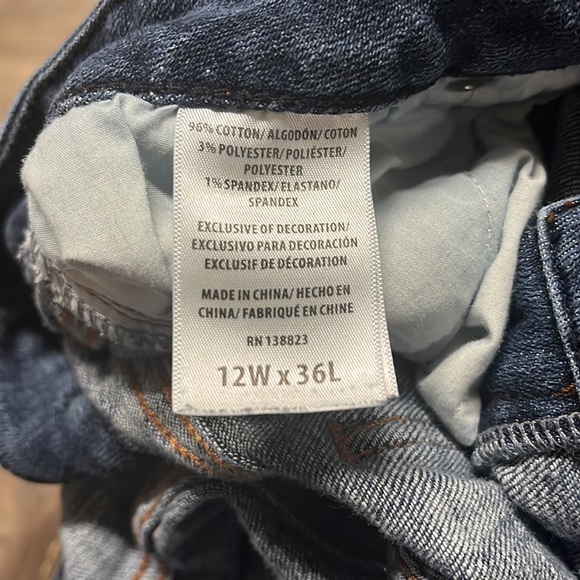 96% COTTON/ ALGODÓN/ COTON
3% POLYESTER/ POLIÉSTER/
POLYESTER
1% SPANDEX/ ELASTANO/
SPANDEX
EXCLUSIVE OF DECORATION/
EXCLUSIVO PARA DECORACIÓN
EXCLUSIF DE DÉCORATION
MADE IN CHINA/ HECHO EN
CHINA/ FABRIQUÉ EN CHINE
RN 138823
12W x 36L